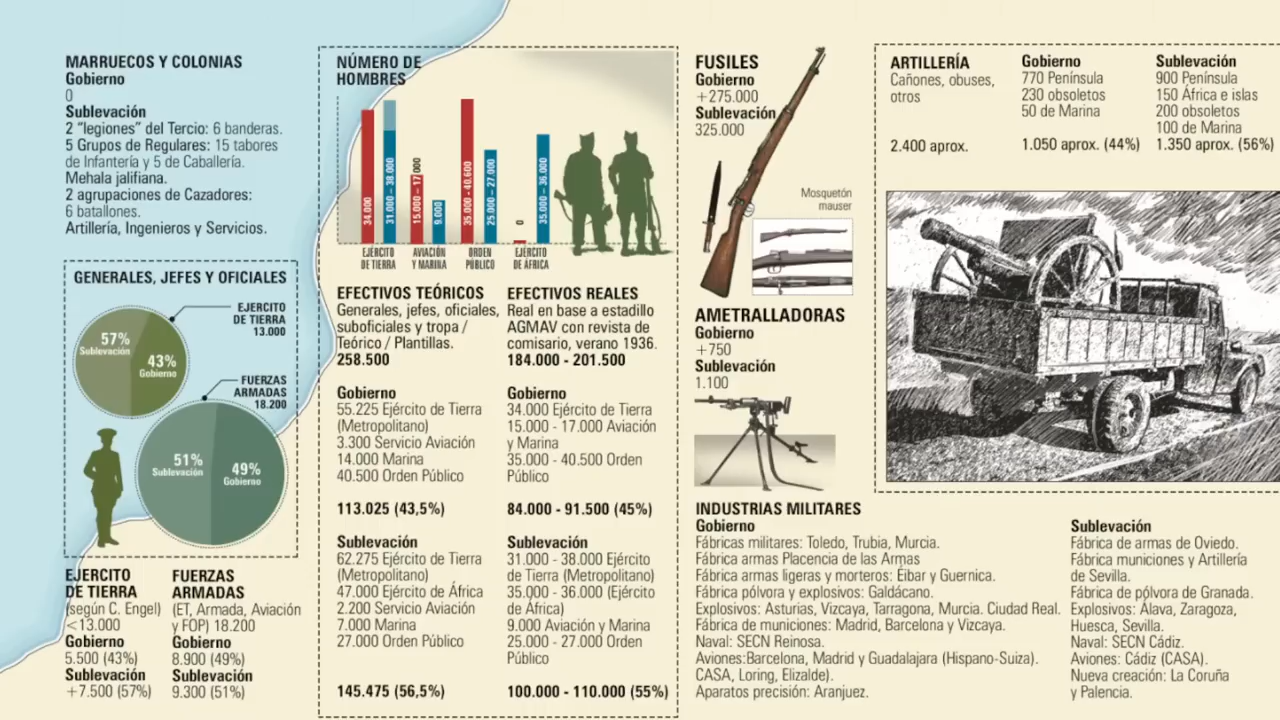 MARRUECOS Y COLONIAS
Gobierno
0
Sublevación
2 “legiones” del Tercio: 6 banderas.
5 Grupos de Regulares: 15 tabores
de Infantería y 5 de Caballería.
Mehala jalifiana.
2 agrupaciones de Cazadores:
6 batallones.
Artillería, Ingenieros y Servicios.
GENERALES, JEFES Y OFICIALES
EJERCITO
DE TIERRA
13.000
57%
Sublevación
43%
Gobierno
FUERZAS
ARMADAS
18.200
51%
Sublevación
49%
Gobierno
EJERCITO
DE TIERRA
(según C. Engel)
<13.000
Gobierno
5.500 (43%)
Sublevación
+7.500 (57%)
FUERZAS
ARMADAS
(ET, Armada, Aviación
y FOP) 18.200
Gobierno
8.900 (49%)
Sublevación
9.300 (51%)
NÚMERO DE
HOMBRES
34.000
31.000 – 38.000
15.000 – 17.000
9.000
35.000 - 40.600
25.000 – 27.000
0
35.000 – 36.000
EJÉRCITO
DE TIERRA
AVIACIÓN
Y MARINA
ORDEN
PÚBLICO
EJÉRCITO
DE ÁFRICA
EFECTIVOS TEÓRICOS
Generales, jefes, oficiales,
suboficiales y tropa /
Teórico / Plantillas.
258.500
Gobierno
55.225 Ejército de Tierra
(Metropolitano)
3.300 Servicio Aviación
14.000 Marina
40.500 Orden Público
113.025 (43,5%)
Sublevación
62.275 Ejército de Tierra
(Metropolitano)
47.000 Ejército de África
2.200 Servicio Aviación
7.000 Marina
27.000 Orden Público
145.475 (56,5%)
EFECTIVOS REALES
Real en base a estadillo
AGMAV con revista de
comisario, verano 1936.
184.000 - 201.500
Gobierno
34.000 Ejército de Tierra
15.000 - 17.000 Aviación
y Marina
35.000 - 40.500 Orden
Público
84.000 - 91.500 (45%)
Sublevación
31.000 - 38.000 Ejército
de Tierra (Metropolitano)
35.000 - 36.000 (Ejército
de África)
9.000 Aviación y Marina
25.000 - 27.000 Orden
Público
100.000 - 110.000 (55%)
FUSILES
Gobierno
+275.000
Sublevación
325.000
Mosquetón
mauser
AMETRALLADORAS
Gobierno
+750
Sublevación
1.100
ARTILLERÍA
Cañones, obuses,
otros
2.400 aprox.
Gobierno
770 Península
230 obsoletos
50 de Marina
1.050 aprox. (44%)
Sublevación
900 Península
150 África e islas
200 obsoletos
100 de Marina
1.350 aprox. (56%)
INDUSTRIAS MILITARES
Gobierno
Fábricas militares: Toledo, Trubia, Murcia.
Fábrica armas Placencia de las Armas
Fábrica armas ligeras y morteros: Éibar y Guernica.
Fábrica pólvora y explosivos: Galdácano.
Explosivos: Asturias, Vizcaya, Tarragona, Murcia. Ciudad Real.
Fábrica de municiones: Madrid, Barcelona y Vizcaya.
Naval: SECN Reinosa.
Aviones:Barcelona, Madrid y Guadalajara (Hispano-Suiza).
CASA, Loring, Elizalde).
Aparatos precisión: Aranjuez.
Sublevación
Fábrica de armas de Oviedo.
Fábrica municiones y Artillería
de Sevilla.
Fábrica de pólvora de Granada.
Explosivos: Álava, Zaragoza,
Huesca, Sevilla.
Naval: SECN Cádiz.
Aviones: Cádiz (CASA).
Nueva creación: La Coruña
y Palencia.